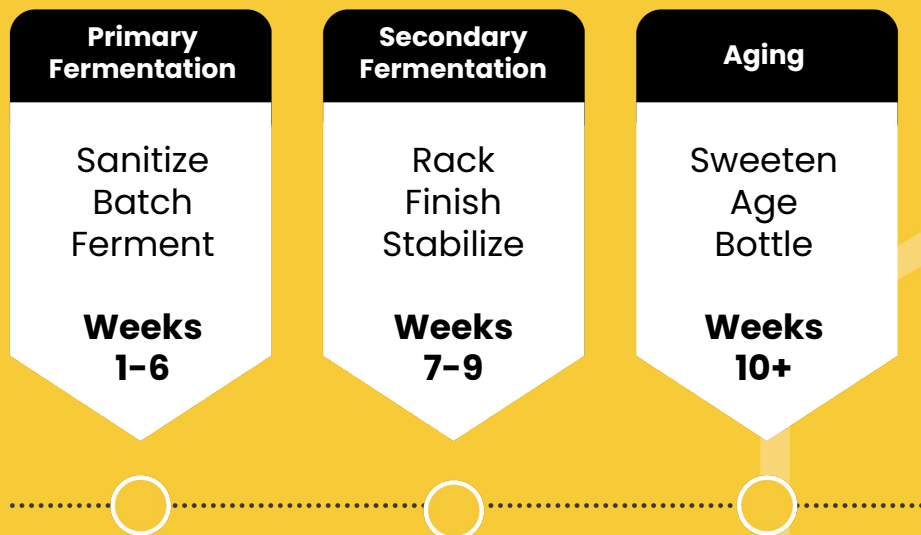 Primary
Fermentation
Sanitize
Batch
Ferment
Weeks
1-6
Secondary
Fermentation
Rack
Finish
Stabilize
Weeks
7-9
Aging
Sweeten
Age
Bottle
Weeks
10+